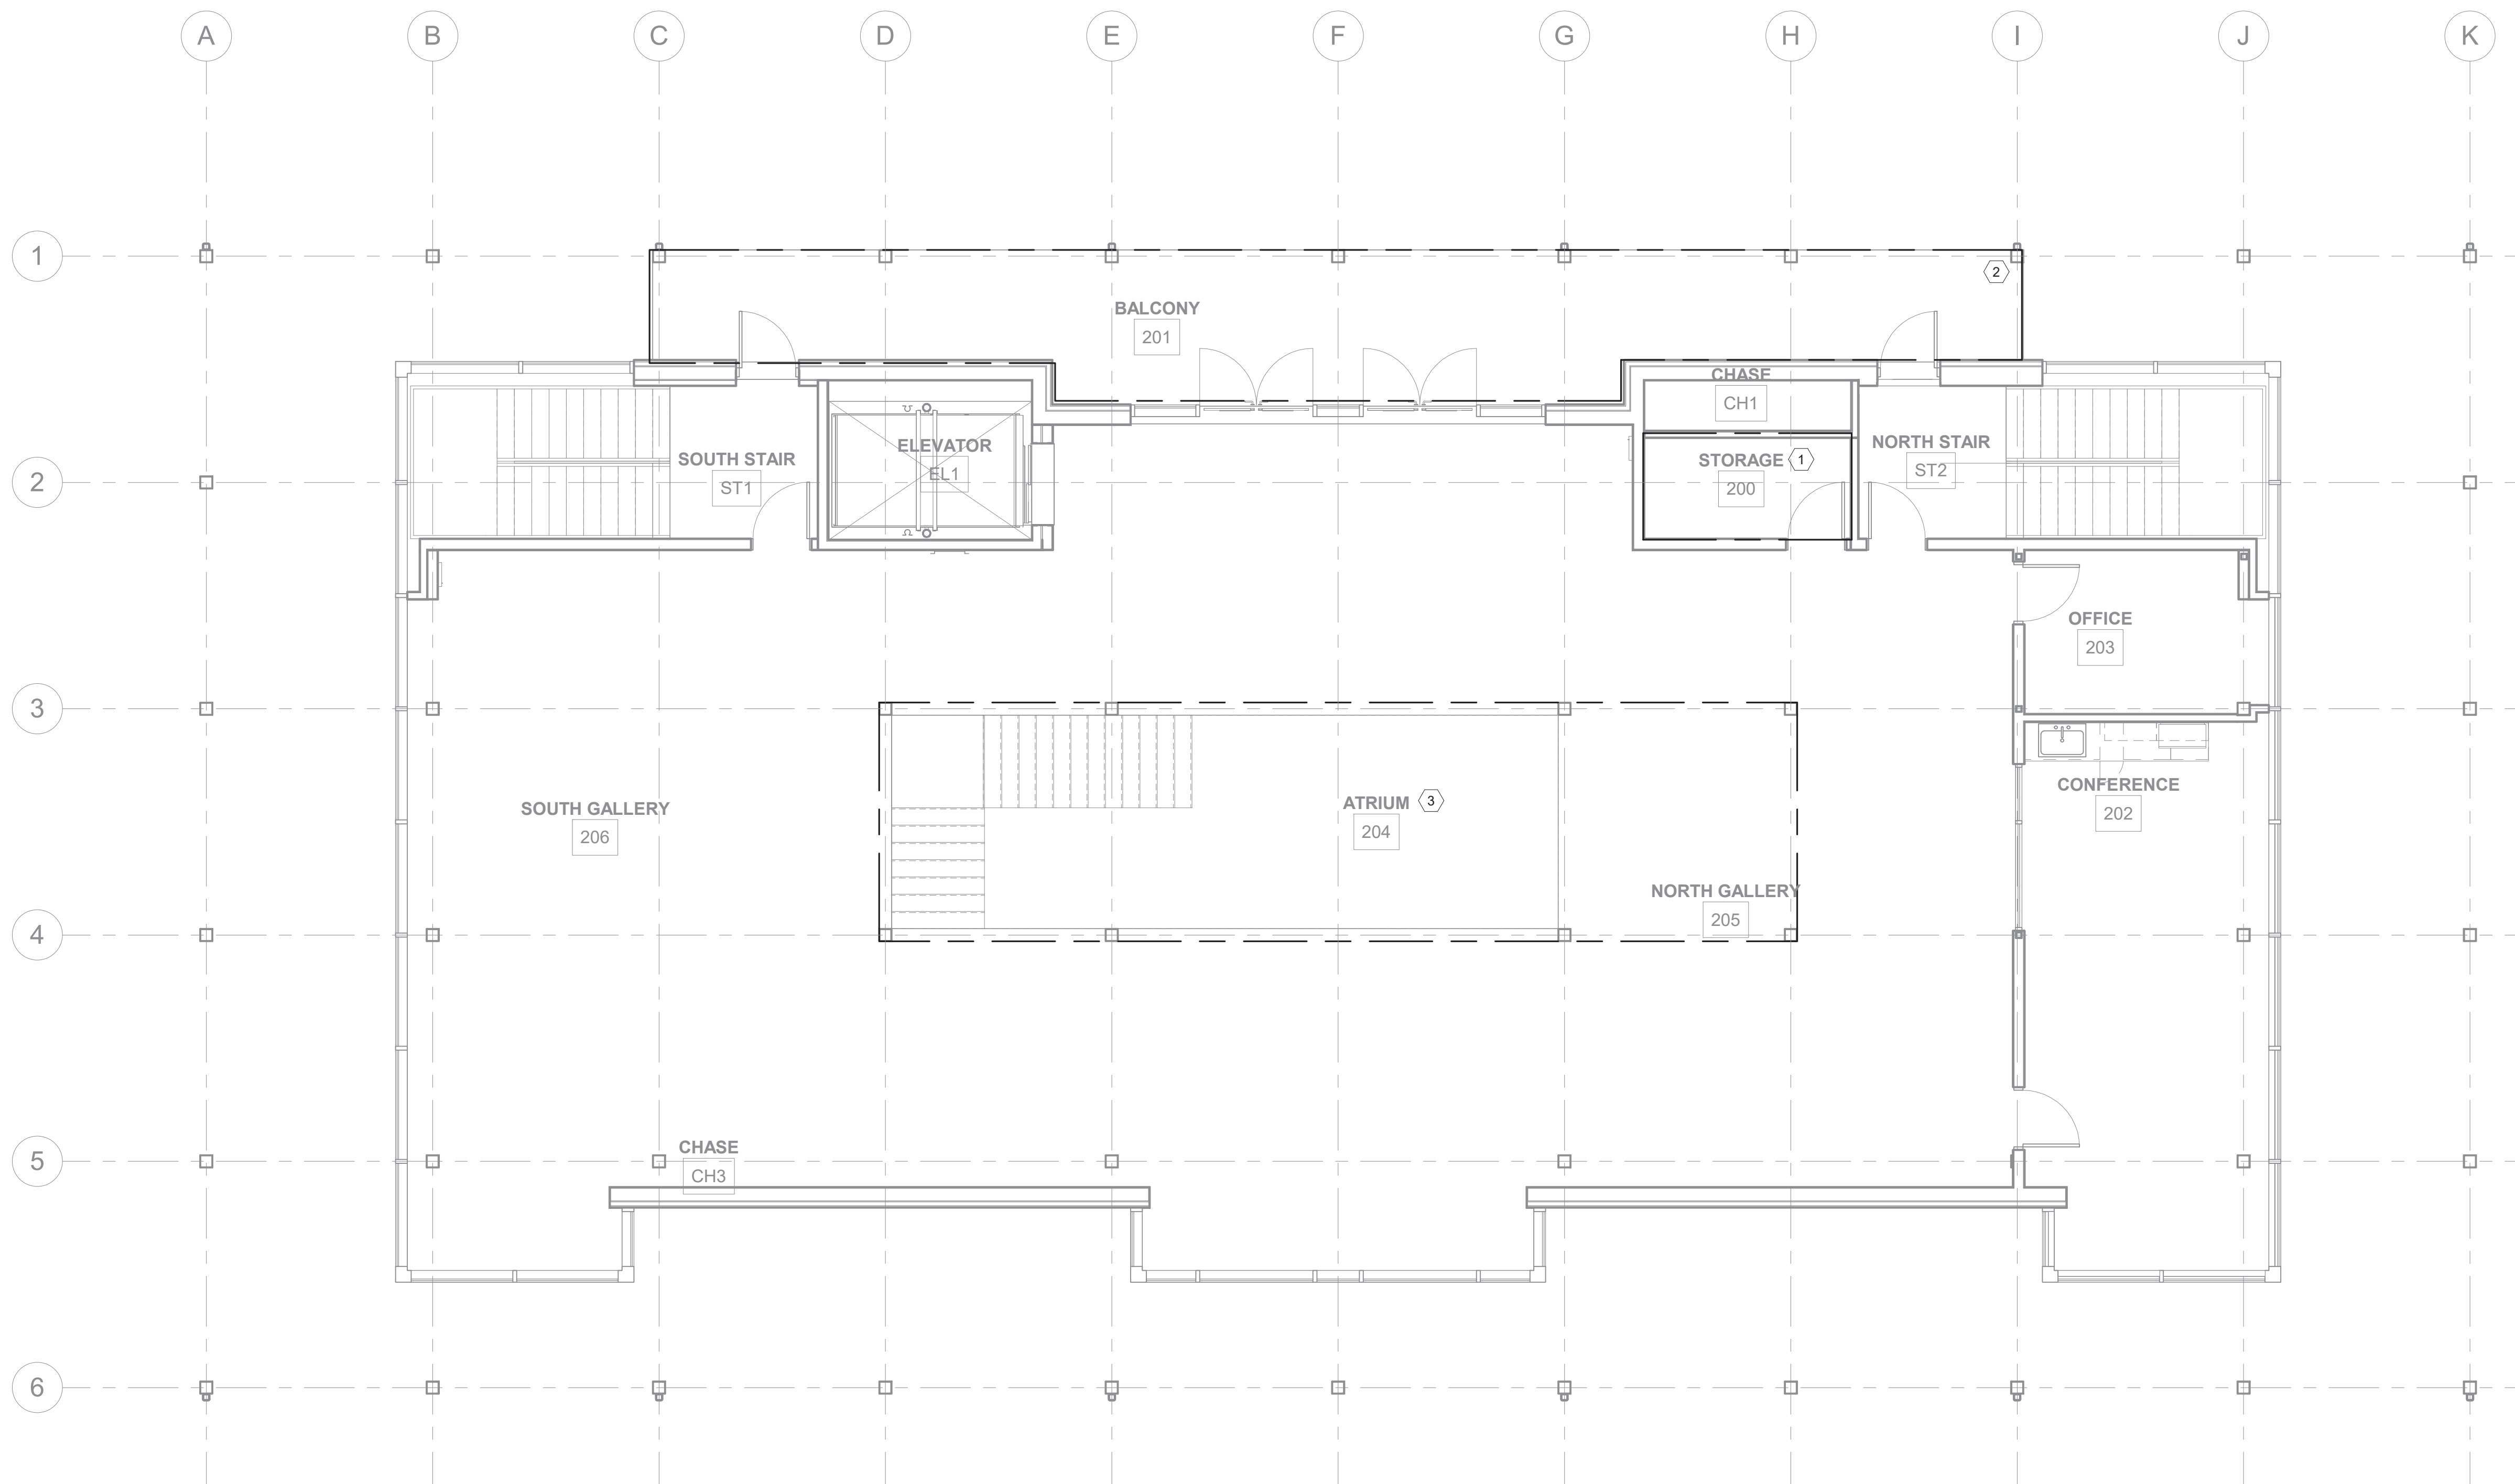 A B C D E F G H I J K
1
2
BALCONY
201
CHASE
CH1
2
ELEVATOR
EL1
NORTH STAIR
ST2
SOUTH STAIR
ST1
STORAGE 1
200
OFFICE
203
3
CONFERENCE
202
ATRIUM 3
204
SOUTH GALLERY
206
NORTH GALLERY
205
4
CHASE
CH3
5
6